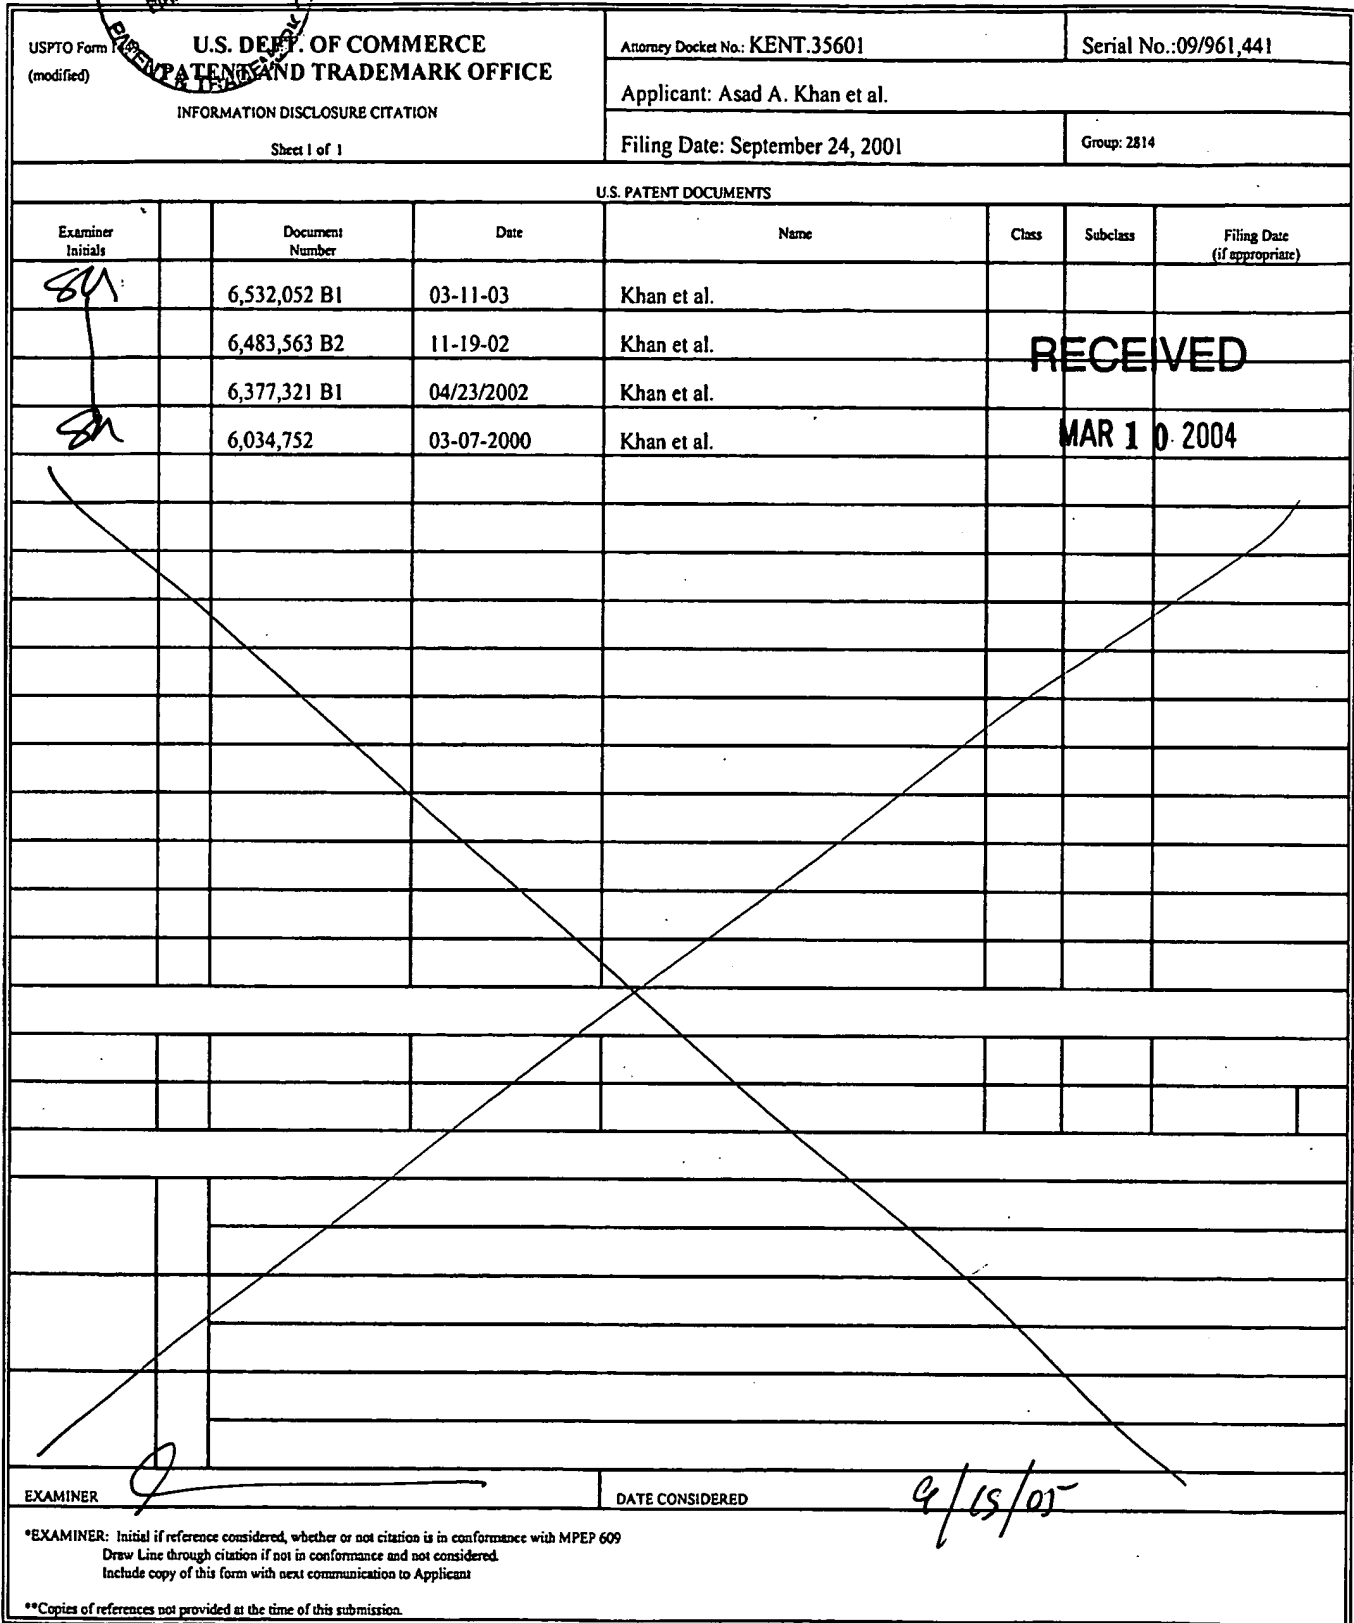 USPTO Form
(modified)
U.S. DEPT. OF COMMERCE
PATENT AND TRADEMARK OFFICE
INFORMATION DISCLOSURE CITATION
Sheet 1 of 1
PATENT & TRADEMARK
Attorney Docket No.: KENT.35601
Serial No.:09/961,441
Applicant: Asad A. Khan et al.
Filing Date: September 24, 2001
Group: 2814
U.S. PATENT DOCUMENTS
Examiner Initials Document Number Date Name Class Subclass Filing Date (if appropriate)
6,532,052 B1 03-11-03 Khan et al.
6,483,563 B2 11-19-02 Khan et al.
RECEIVED
6,377,321 B1 04/23/2002 Khan et al.
6,034,752 03-07-2000 Khan et al.
MAR 10 2004
EXAMINER
DATE CONSIDERED 9/15/05
*EXAMINER: Initial if reference considered, whether or not citation is in conformance with MPEP 609
Draw Line through citation if not in conformance and not considered.
Include copy of this form with next communication to Applicant
**Copies of references not provided at the time of this submission.